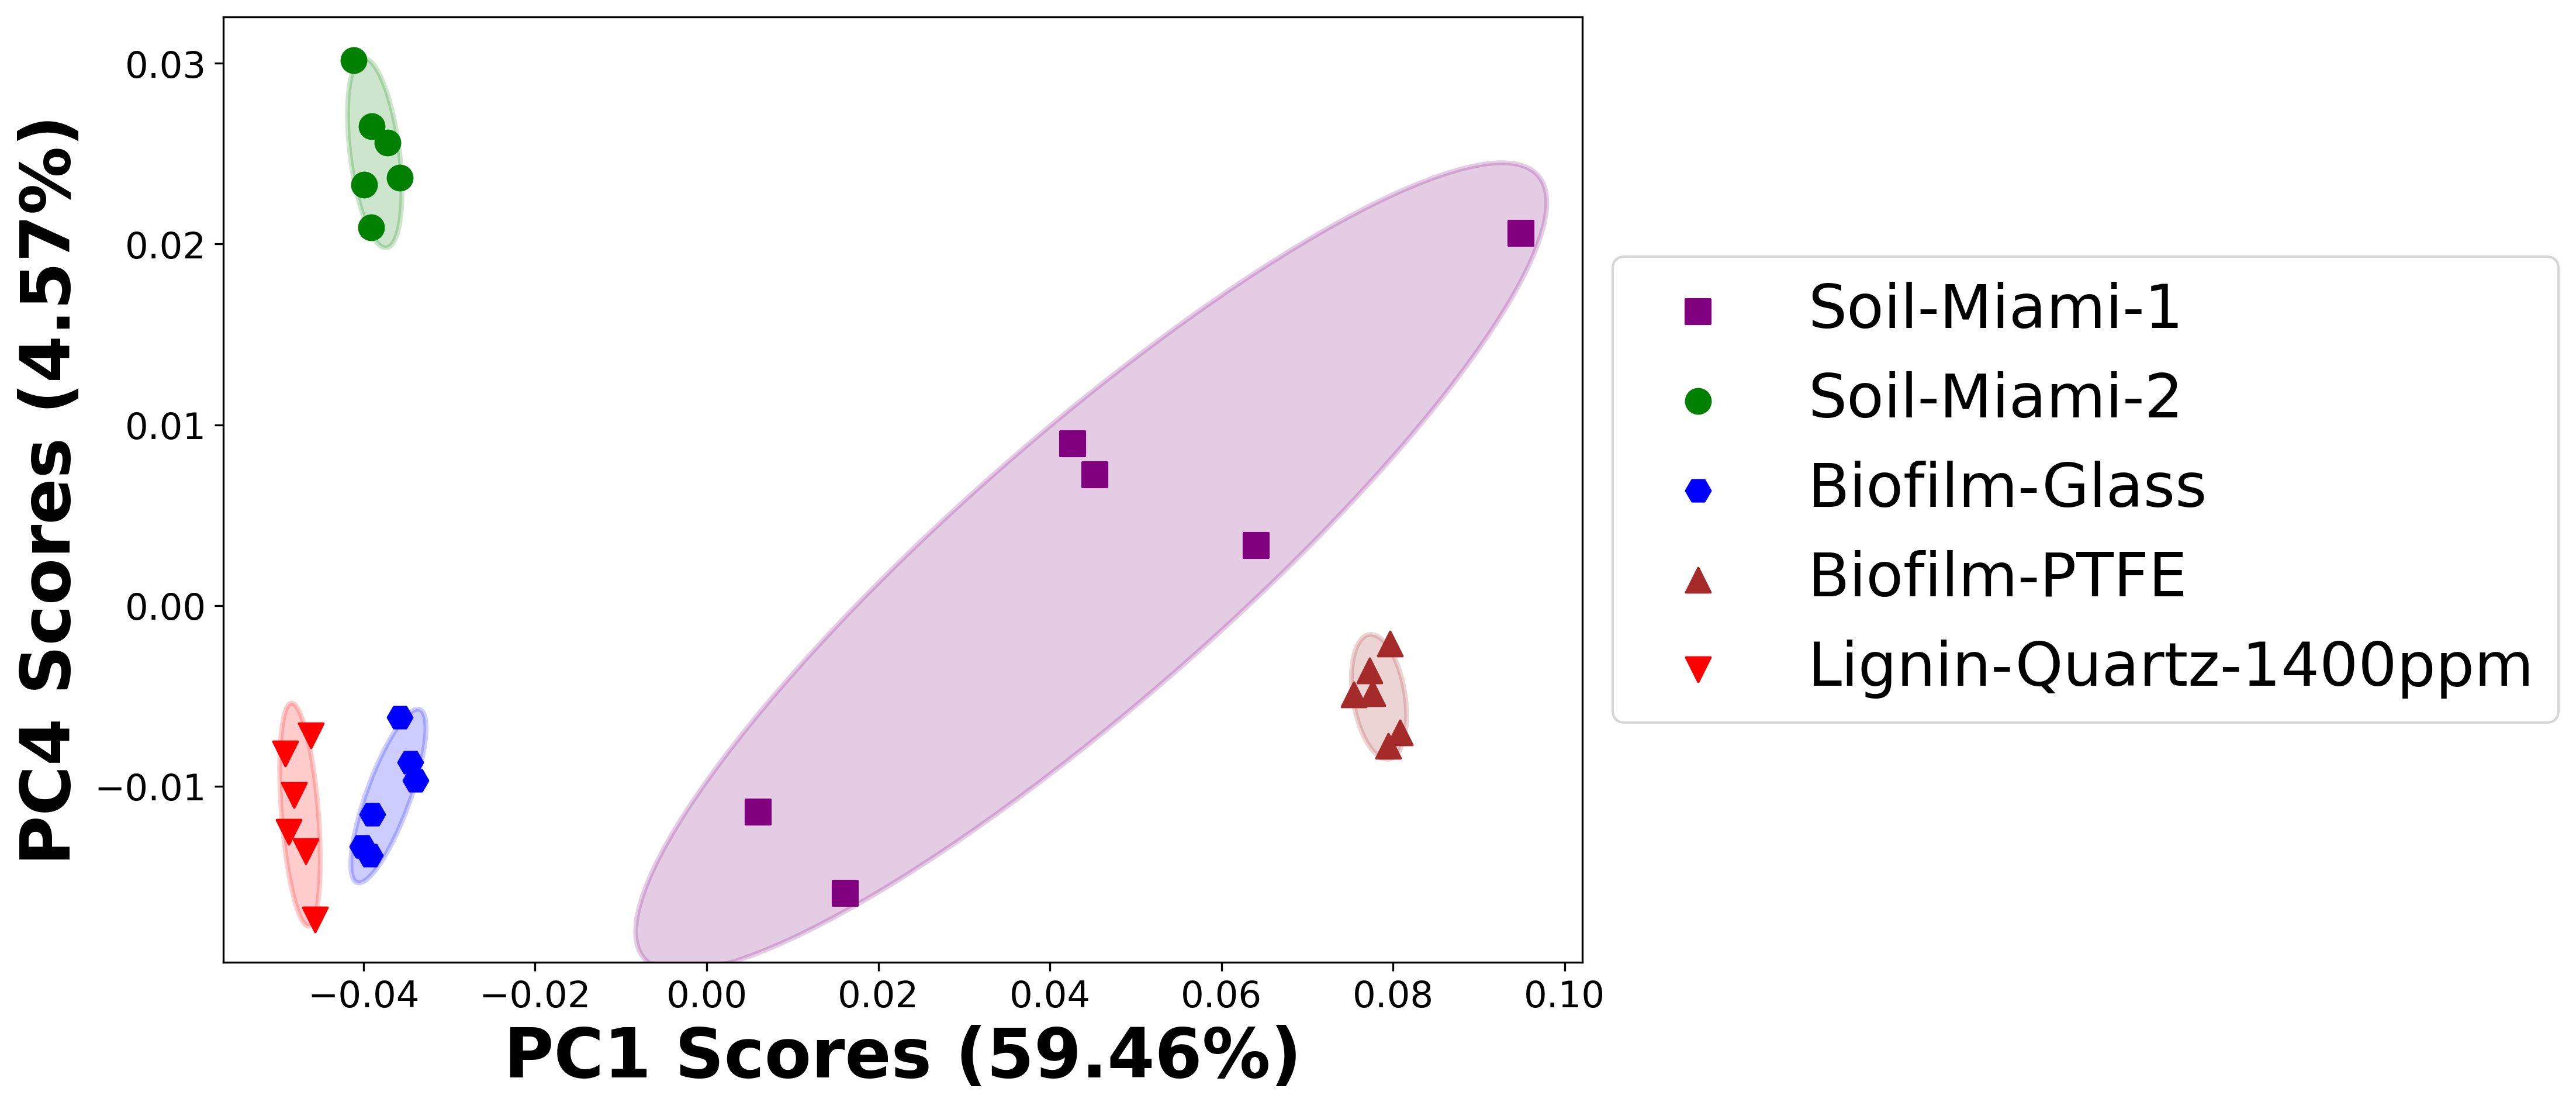 PC4 Scores (4.57%)
0.03
0.02
0.01
0.00
−0.01
−0.04
−0.02
0.00
0.02
0.04
0.06
0.08
0.10
PC1 Scores (59.46%)
Soil-Miami-1
Soil-Miami-2
Biofilm-Glass
Biofilm-PTFE
Lignin-Quartz-1400ppm